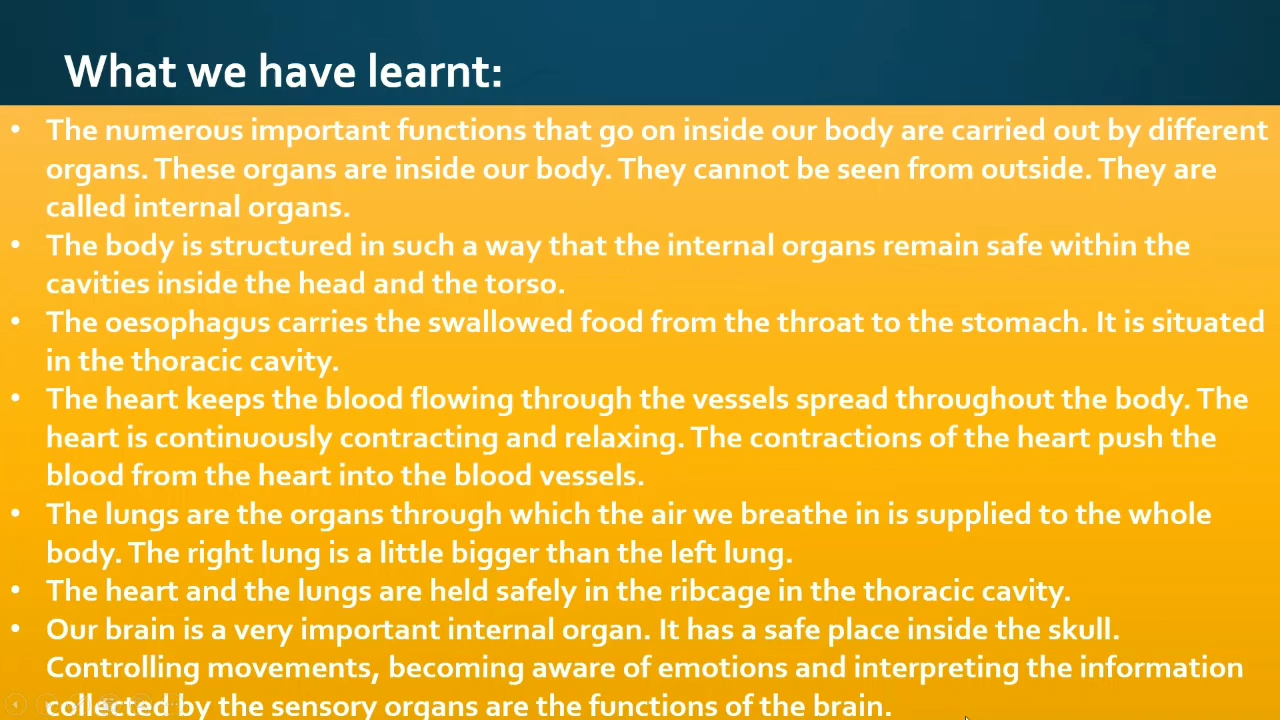 What we have learnt:
• The numerous important functions that go on inside our body are carried out by different
organs. These organs are inside our body. They cannot be seen from outside. They are
called internal organs.
• The body is structured in such a way that the internal organs remain safe within the
cavities inside the head and the torso.
• The oesophagus carries the swallowed food from the throat to the stomach. It is situated
in the thoracic cavity.
• The heart keeps the blood flowing through the vessels spread throughout the body. The
heart is continuously contracting and relaxing. The contractions of the heart push the
blood from the heart into the blood vessels.
• The lungs are the organs through which the air we breathe in is supplied to the whole
body. The right lung is a little bigger than the left lung.
• The heart and the lungs are held safely in the ribcage in the thoracic cavity.
• Our brain is a very important internal organ. It has a safe place inside the skull.
Controlling movements, becoming aware of emotions and interpreting the information
collected by the sensory organs are the functions of the brain.